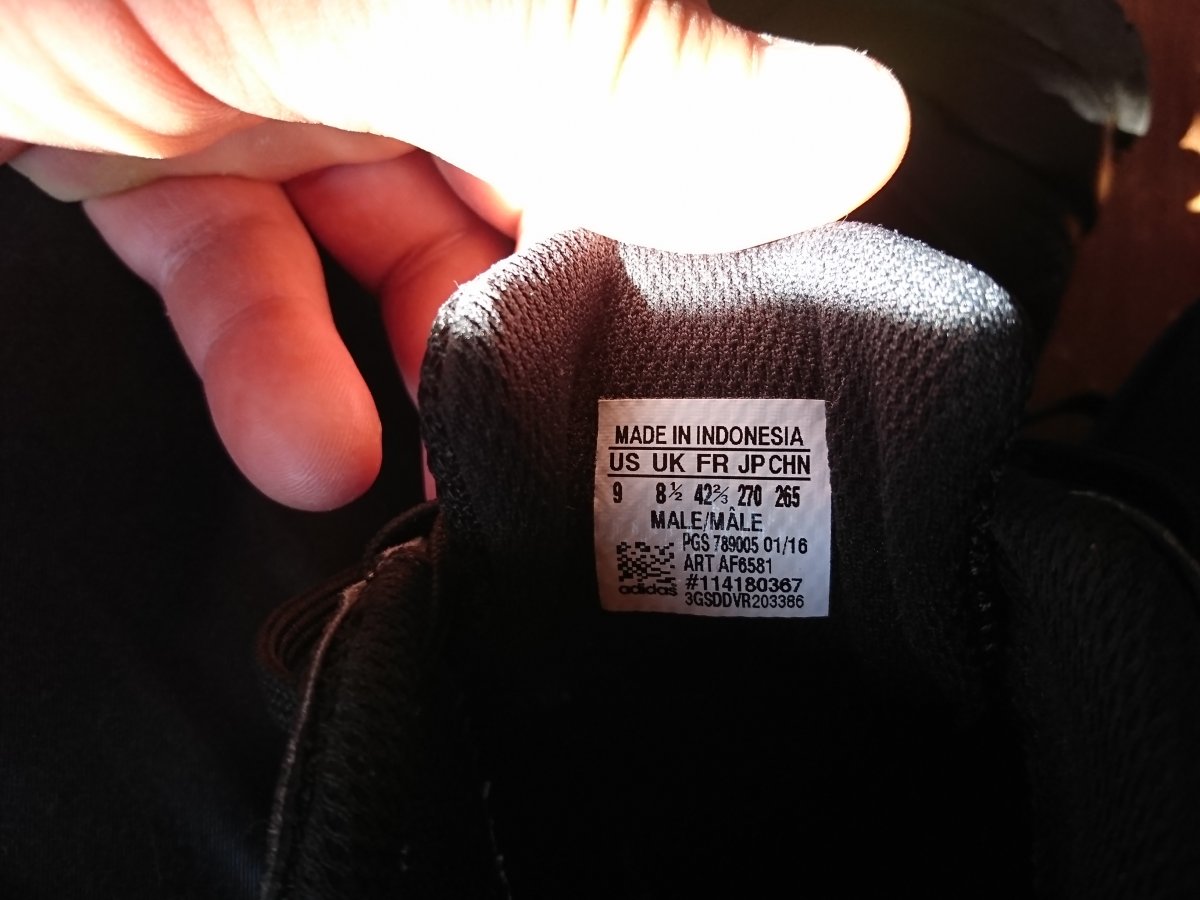 MADE IN INDONESIA
US UK FR JP CHN
9 8½ 42⅔ 270 265
MALE/MÂLE
PGS 789005 01/16
ART AF6581
#114180367
adidas 3GSDDVR203386